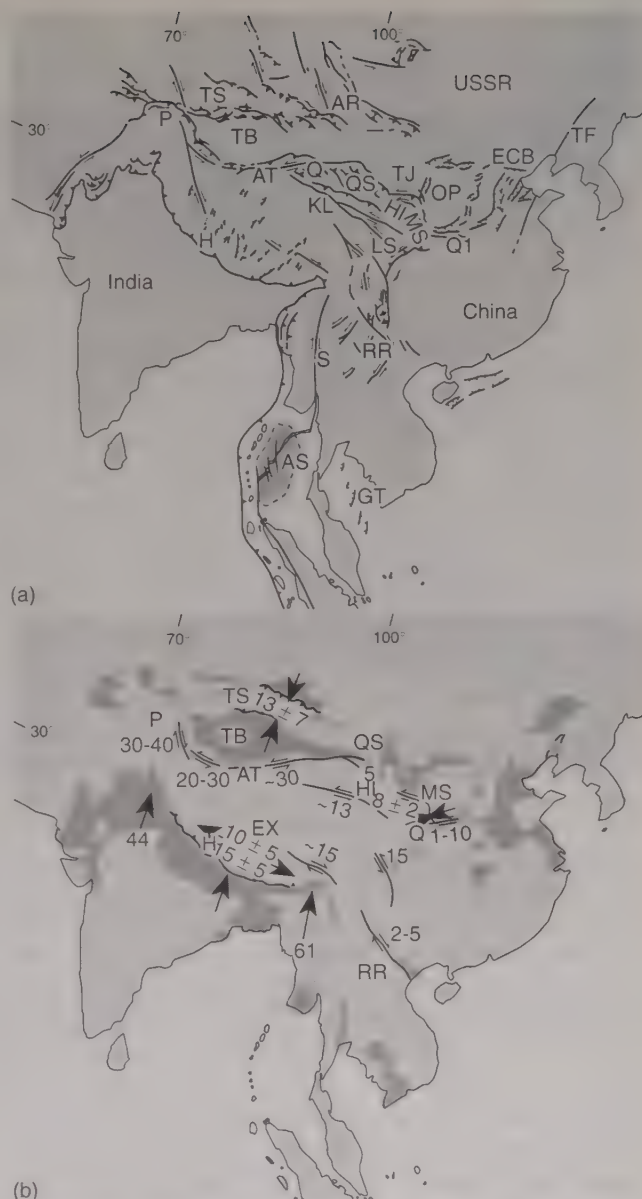 70° 100°
USSR
TS
AR
30°
P
TB
TF
ECB
AT Q QS TJ OP
KL HI MS
H LS Q1
India
China
S RR
AS
GT
(a)
70° 100°
TS
13 ± 7
30°
P
30-40
TB
QS
20-30 AT ~30
5
HI MS
~13 8 ± 2
Q 1-10
44
EX
~10 ± 5
H 15 ± 5
~15
15
61
2-5
RR
(b)